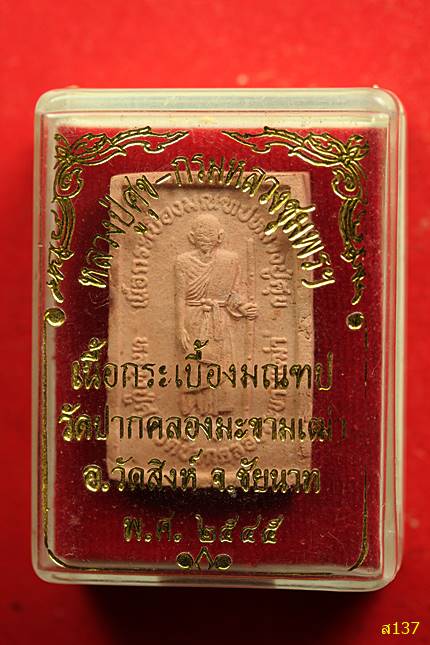 หลวงปู่ศุข-กรมหลวงชุมพรฯ
เนื้อกระเบื้องมณฑป
วัดปากคลองมะขามเฒ่า
อ.วัดสิงห์ จ.ชัยนาท
พ.ศ. ๒๕๔๕
ส137